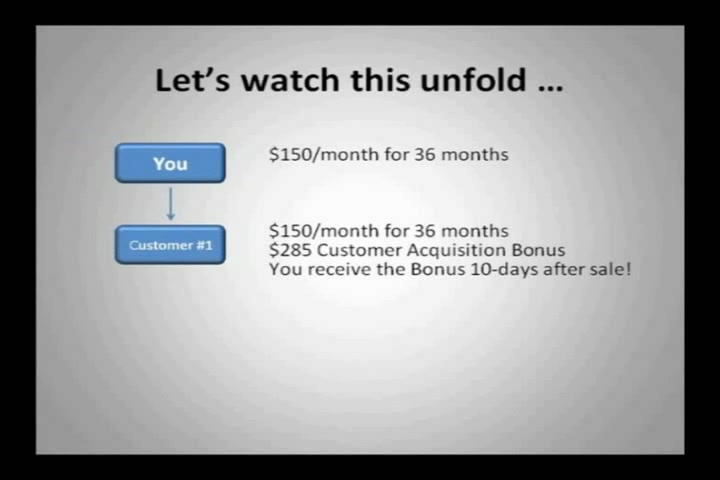 Let's watch this unfold ...
You
$150/month for 36 months
Customer #1
$150/month for 36 months
$285 Customer Acquisition Bonus
You receive the Bonus 10-days after sale!